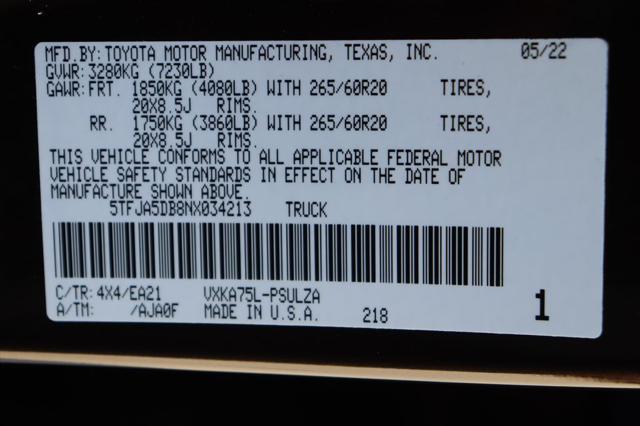 MFD.BY: TOYOTA MOTOR MANUFACTURING, TEXAS, INC. 05/22
GVWR: 3280KG (7230LB)
GAWR: FRT. 1850KG (4080LB) WITH 265/60R20 TIRES,
20X8.5J RIMS.
RR. 1750KG (3860LB) WITH 265/60R20 TIRES,
20X8.5J RIMS.
THIS VEHICLE CONFORMS TO ALL APPLICABLE FEDERAL MOTOR
VEHICLE SAFETY STANDARDS IN EFFECT ON THE DATE OF
MANUFACTURE SHOWN ABOVE.
5TFJA5DB8NX034213 TRUCK
C/TR: 4X4/EA21 VXKA75L-PSULZA
A/TM: /AJA0F MADE IN U.S.A. 218 1